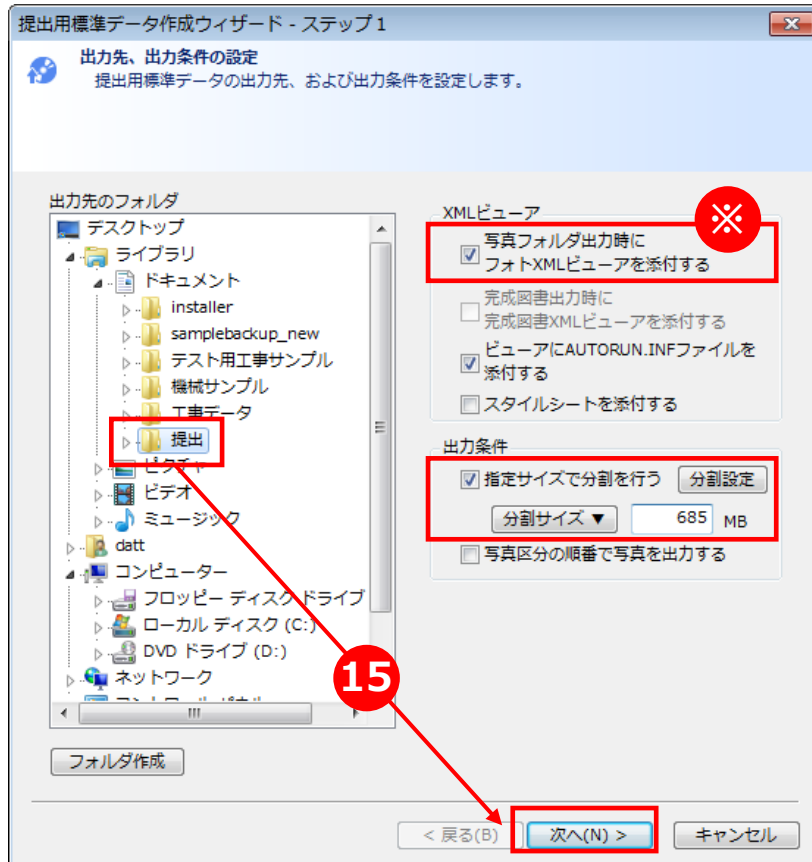 提出用標準データ作成ウィザード - ステップ1
出力先、出力条件の設定
提出用標準データの出力先、および出力条件を設定します。
出力先のフォルダ
デスクトップ
ライブラリ
ドキュメント
installer
samplebackup_new
テスト用工事サンプル
機械サンプル
工事データ
提出
ピクチャ
ビデオ
ミュージック
datt
コンピューター
フロッピー ディスク ドライブ
ローカル ディスク (C:)
DVD ドライブ (D:)
ネットワーク
コントロール パネル
フォルダ作成
XMLビューア
※
写真フォルダ出力時に
フォトXMLビューアを添付する
完成図書出力時に
完成図書XMLビューアを添付する
ビューアにAUTORUN.INFファイルを
添付する
スタイルシートを添付する
出力条件
指定サイズで分割を行う 分割設定
分割サイズ ▼ 685 MB
写真区分の順番で写真を出力する
15
< 戻る(B) 次へ(N) > キャンセル